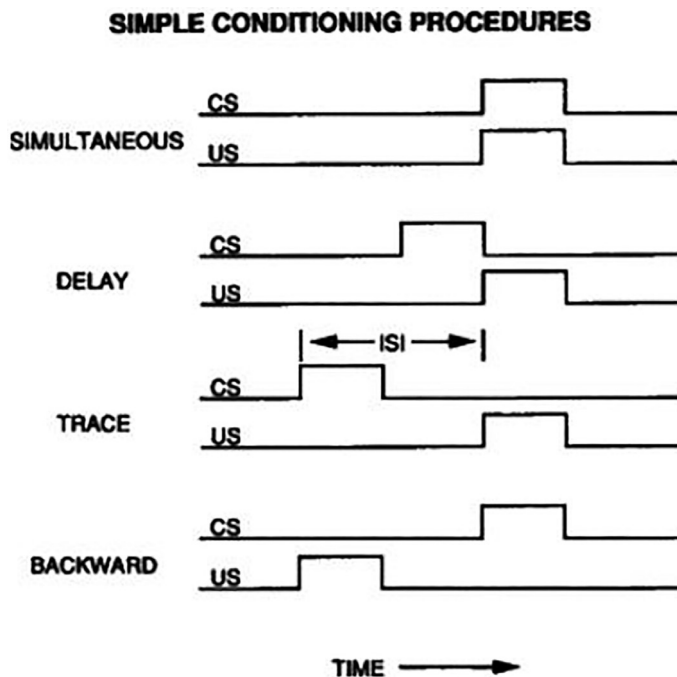 SIMPLE CONDITIONING PROCEDURES
CS
SIMULTANEOUS
US
CS
DELAY
US
ISI
CS
TRACE
US
CS
BACKWARD
US
TIME